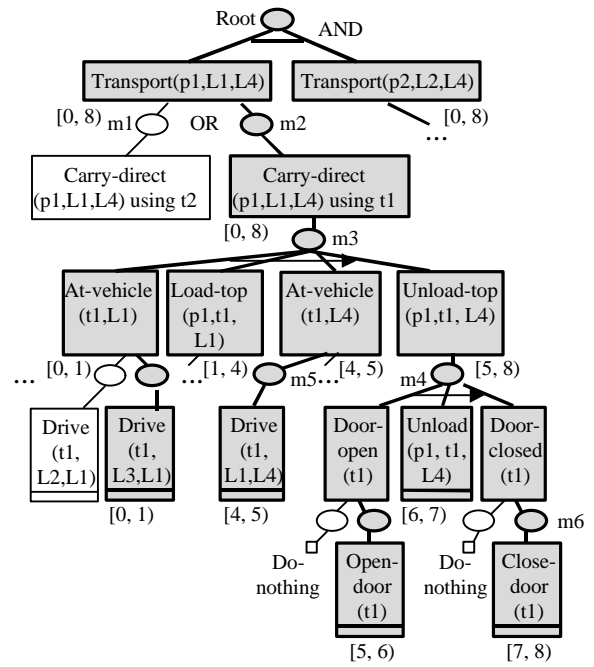 Root
AND
Transport(p1,L1,L4)
Transport(p2,L2,L4)
[0, 8)
m1
OR
m2
[0, 8)
...
Carry-direct
(p1,L1,L4) using t2
Carry-direct
(p1,L1,L4) using t1
[0, 8)
m3
At-vehicle
(t1,L1)
Load-top
(p1,t1,
L1)
At-vehicle
(t1,L4)
Unload-top
(p1,t1, L4)
...
[0, 1)
...
[1, 4)
m5
...
[4, 5)
m4
[5, 8)
Drive
(t1,
L2,L1)
Drive
(t1,
L3,L1)
Drive
(t1,
L1,L4)
Door-
open
(t1)
Unload
(p1, t1,
L4)
Door-
closed
(t1)
[0, 1)
[4, 5)
[6, 7)
m6
Do-
nothing
Open-
door
(t1)
Do-
nothing
Close-
door
(t1)
[5, 6)
[7, 8)